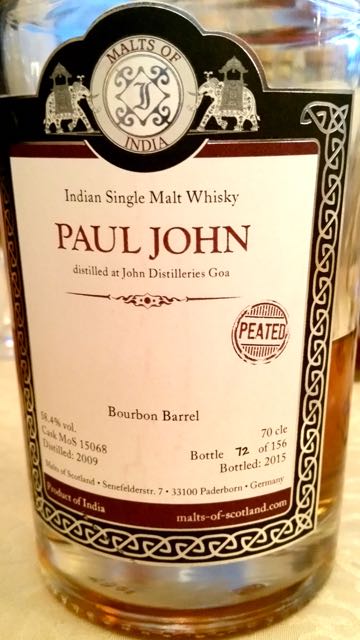 MALTS OF
I
INDIA
Indian Single Malt Whisky
PAUL JOHN
distilled at John Distilleries Goa
PEATED
Bourbon Barrel
58.4% vol.
Cask MoS 15068
Distilled: 2009
70 cle
Bottle 72 of 156
Bottled: 2015
Malts of Scotland • Senefelderstr. 7 • 33100 Paderborn • Germany
Product of India
malts-of-scotland.com